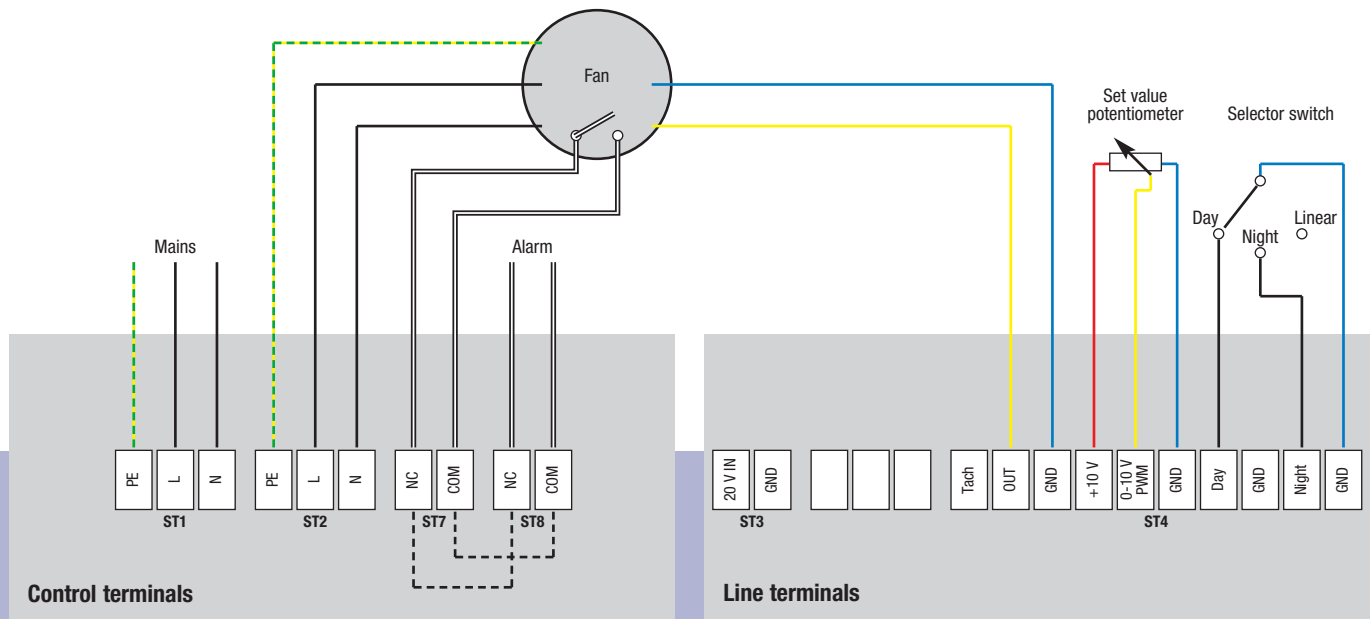 Fan
Set value
potentiometer
Selector switch
Day
Night
Linear
Mains
Alarm
PE
L
N
PE
L
N
NC
COM
NC
COM
20 V IN
GND
Tach
OUT
GND
+10 V
0-10 V
PWM
GND
Day
GND
Night
GND
ST1
ST2
ST7
ST8
ST3
ST4
Control terminals
Line terminals